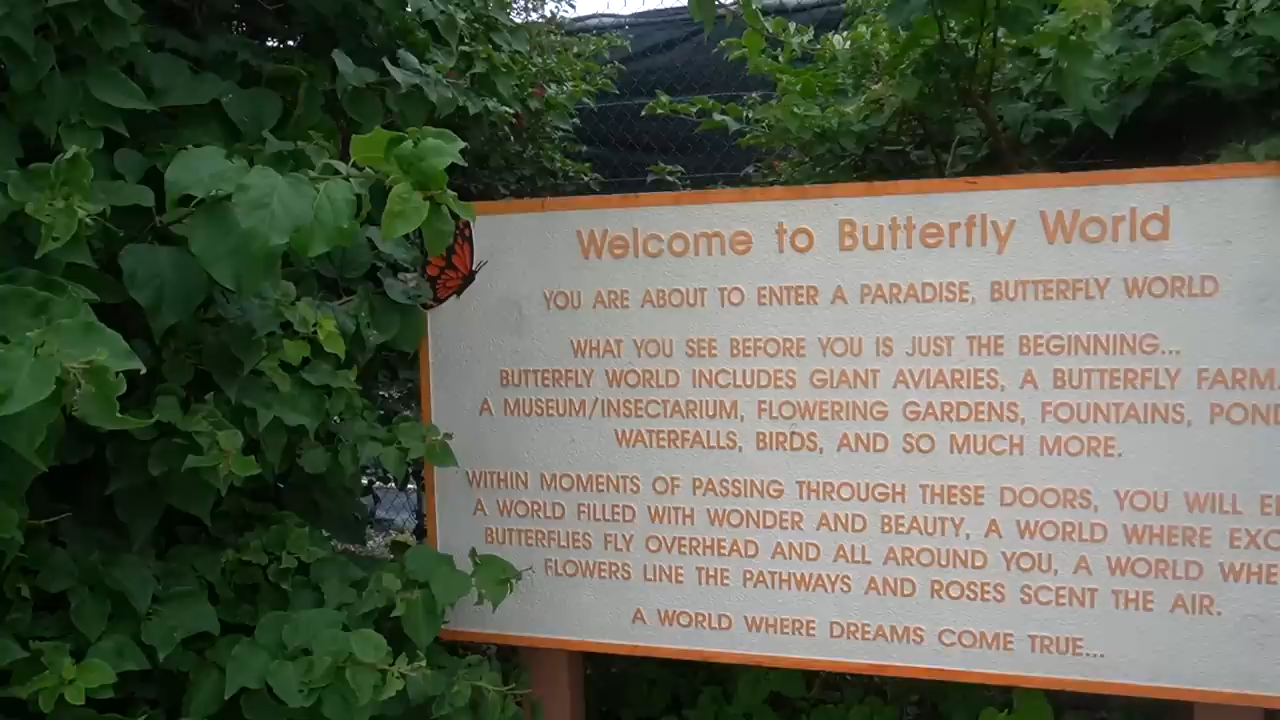 Welcome to Butterfly World
YOU ARE ABOUT TO ENTER A PARADISE, BUTTERFLY WORLD
WHAT YOU SEE BEFORE YOU IS JUST THE BEGINNING...
BUTTERFLY WORLD INCLUDES GIANT AVIARIES, A BUTTERFLY FARM,
A MUSEUM/INSECTARIUM, FLOWERING GARDENS, FOUNTAINS,
WATERFALLS, BIRDS, AND SO MUCH MORE.
WITHIN MOMENTS OF PASSING THROUGH THESE DOORS, YOU WILL
A WORLD FILLED WITH WONDER AND BEAUTY, A WORLD WHERE
BUTTERFLIES FLY OVERHEAD AND ALL AROUND YOU, A WORLD
FLOWERS LINE THE PATHWAYS AND ROSES SCENT THE AIR.
A WORLD WHERE DREAMS COME TRUE...